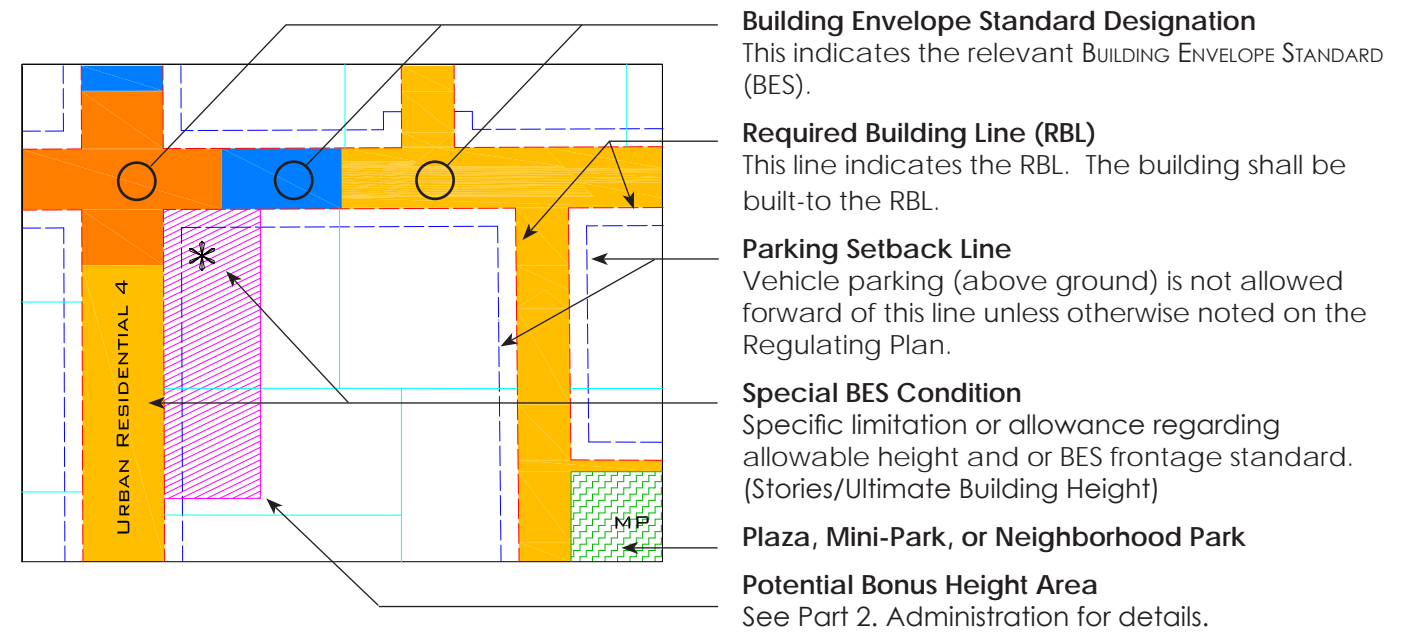 Building Envelope Standard Designation
This indicates the relevant BUILDING ENVELOPE STANDARD
(BES).
Required Building Line (RBL)
This line indicates the RBL.  The building shall be
built-to the RBL.
Parking Setback Line
Vehicle parking (above ground) is not allowed
forward of this line unless otherwise noted on the
Regulating Plan.
Special BES Condition
Specific limitation or allowance regarding
allowable height and or BES frontage standard.
(Stories/Ultimate Building Height)
Plaza, Mini-Park, or Neighborhood Park
Potential Bonus Height Area
See Part 2. Administration for details.
URBAN RESIDENTIAL 4
MP